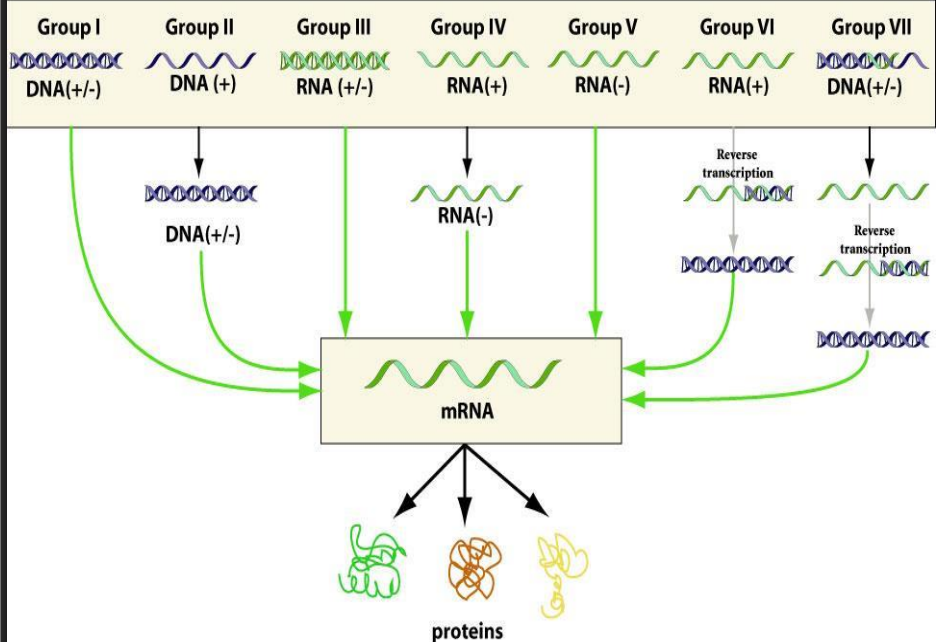 Group I
Group II
Group III
Group IV
Group V
Group VI
Group VII
DNA(+/-)
DNA (+)
RNA (+/-)
RNA(+)
RNA(-)
RNA(+)
DNA(+/-)
DNA(+/-)
RNA(-)
Reverse
transcription
Reverse
transcription
mRNA
proteins